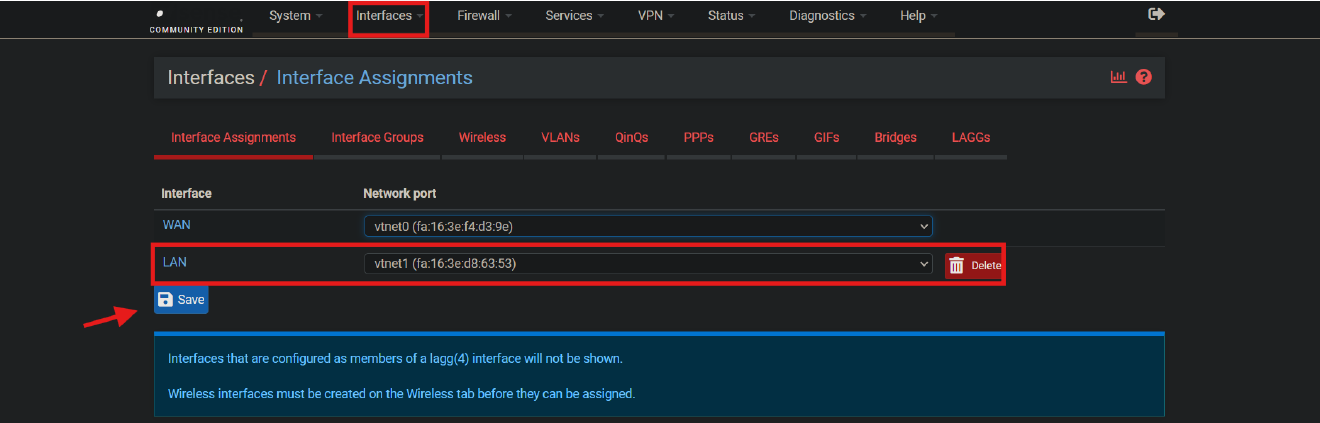 System Interfaces Firewall Services VPN Status Diagnostics Help
COMMUNITY EDITION
Interfaces / Interface Assignments
Interface Assignments Interface Groups Wireless VLANs QinQs PPPs GREs GIFs Bridges LAGGs
Interface Network port
WAN vtnet0 (fa:16:3e:f4:d3:9e)
LAN vtnet1 (fa:16:3e:d8:63:53) Delete
Save
Interfaces that are configured as members of a lagg(4) interface will not be shown.
Wireless interfaces must be created on the Wireless tab before they can be assigned.